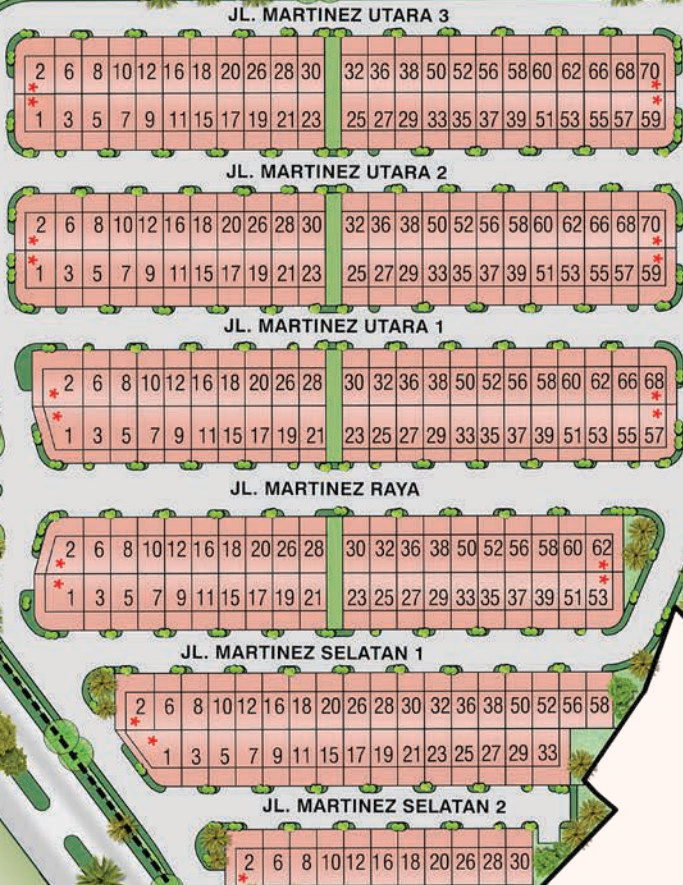 JL. MARTINEZ UTARA 3
2 6 8 10 12 16 18 20 26 28 30 32 36 38 50 52 56 58 60 62 66 68 70
* *
* *
1 3 5 7 9 11 15 17 19 21 23 25 27 29 33 35 37 39 51 53 55 57 59
JL. MARTINEZ UTARA 2
2 6 8 10 12 16 18 20 26 28 30 32 36 38 50 52 56 58 60 62 66 68 70
* *
* *
1 3 5 7 9 11 15 17 19 21 23 25 27 29 33 35 37 39 51 53 55 57 59
JL. MARTINEZ UTARA 1
2 6 8 10 12 16 18 20 26 28 30 32 36 38 50 52 56 58 60 62 66 68
* *
* *
1 3 5 7 9 11 15 17 19 21 23 25 27 29 33 35 37 39 51 53 55 57
JL. MARTINEZ RAYA
2 6 8 10 12 16 18 20 26 28 30 32 36 38 50 52 56 58 60 62
* *
* *
1 3 5 7 9 11 15 17 19 21 23 25 27 29 33 35 37 39 51 53
JL. MARTINEZ SELATAN 1
2 6 8 10 12 16 18 20 26 28 30 32 36 38 50 52 56 58
*
*
1 3 5 7 9 11 15 17 19 21 23 25 27 29 33
JL. MARTINEZ SELATAN 2
2 6 8 10 12 16 18 20 26 28 30
*